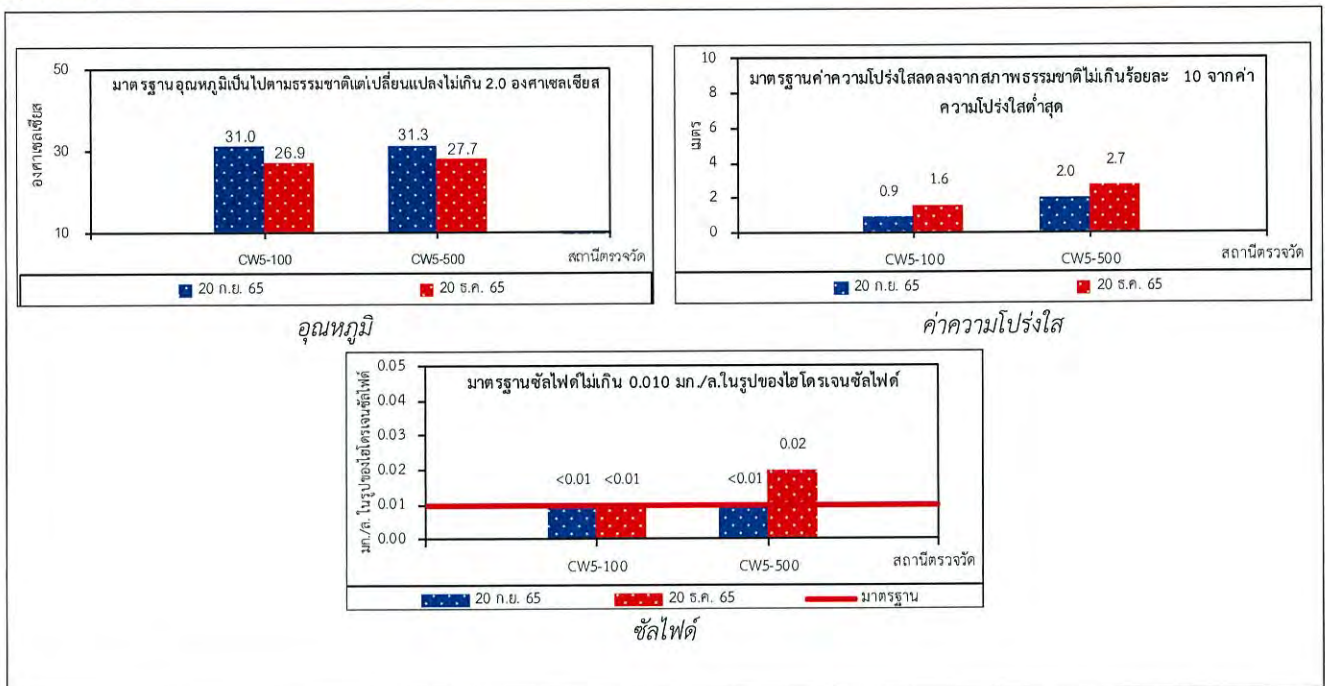 มาตรฐานอุณหภูมิเป็นไปตามธรรมชาติแต่เปลี่ยนแปลงไม่เกิน 2.0 องศาเซลเซียส
องศาเซลเซียส
50
30
10
31.0
26.9
31.3
27.7
CW5-100
CW5-500
สถานีตรวจวัด
20 ก.ย. 65
20 ธ.ค. 65
อุณหภูมิ
มาตรฐานค่าความโปร่งใสลดลงจากสภาพธรรมชาติไม่เกินร้อยละ 10 จากค่า
ความโปร่งใสต่ำสุด
เมตร
10
8
6
4
2
0
0.9
1.6
2.0
2.7
CW5-100
CW5-500
สถานีตรวจวัด
20 ก.ย. 65
20 ธ.ค. 65
ค่าความโปร่งใส
มาตรฐานซัลไฟด์ไม่เกิน 0.010 มก./ล.ในรูปของไฮโดรเจนซัลไฟด์
มก./ล. ในรูปของไฮโดรเจนซัลไฟด์
0.05
0.04
0.03
0.02
0.01
0.00
<0.01
<0.01
<0.01
0.02
CW5-100
CW5-500
สถานีตรวจวัด
20 ก.ย. 65
20 ธ.ค. 65
มาตรฐาน
ซัลไฟด์